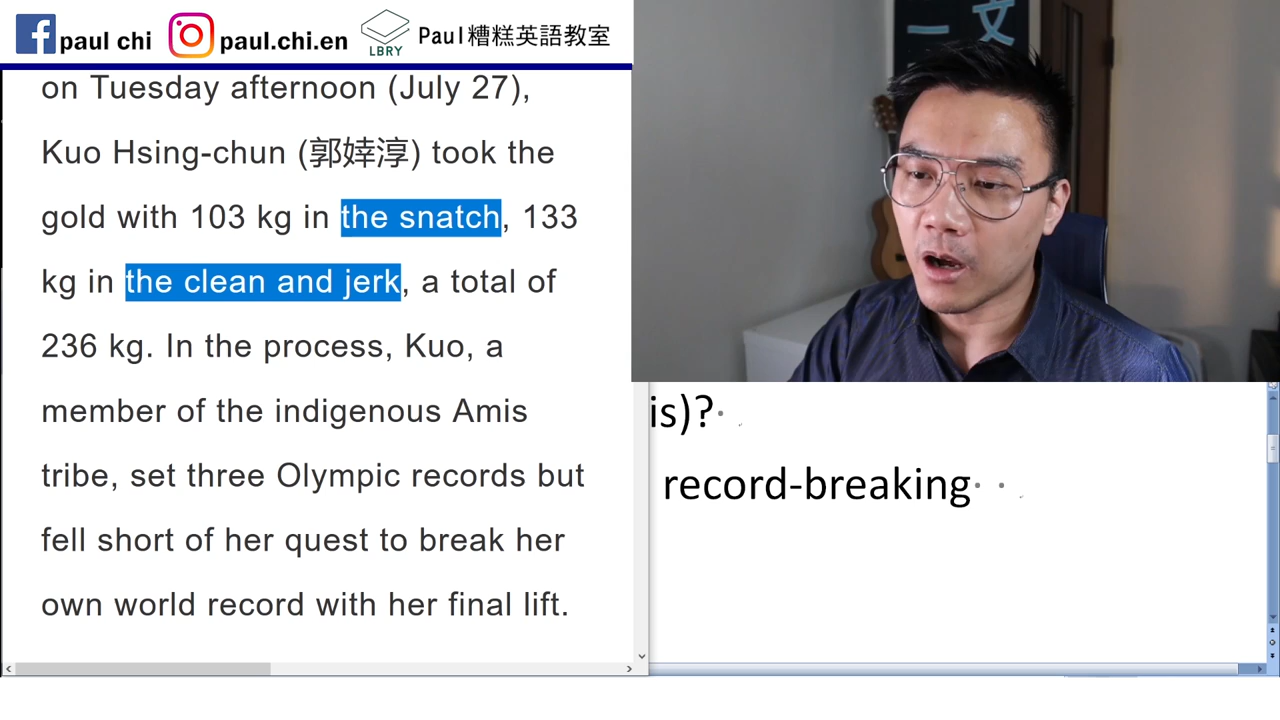 paul chi
paul.chi.en
LBRY
Paul糟糕英語教室
一文
on Tuesday afternoon (July 27),
Kuo Hsing-chun (郭婞淳) took the
gold with 103 kg in the snatch, 133
kg in the clean and jerk, a total of
236 kg. In the process, Kuo, a
member of the indigenous Amis
tribe, set three Olympic records but
fell short of her quest to break her
own world record with her final lift.
is)?
record-breaking